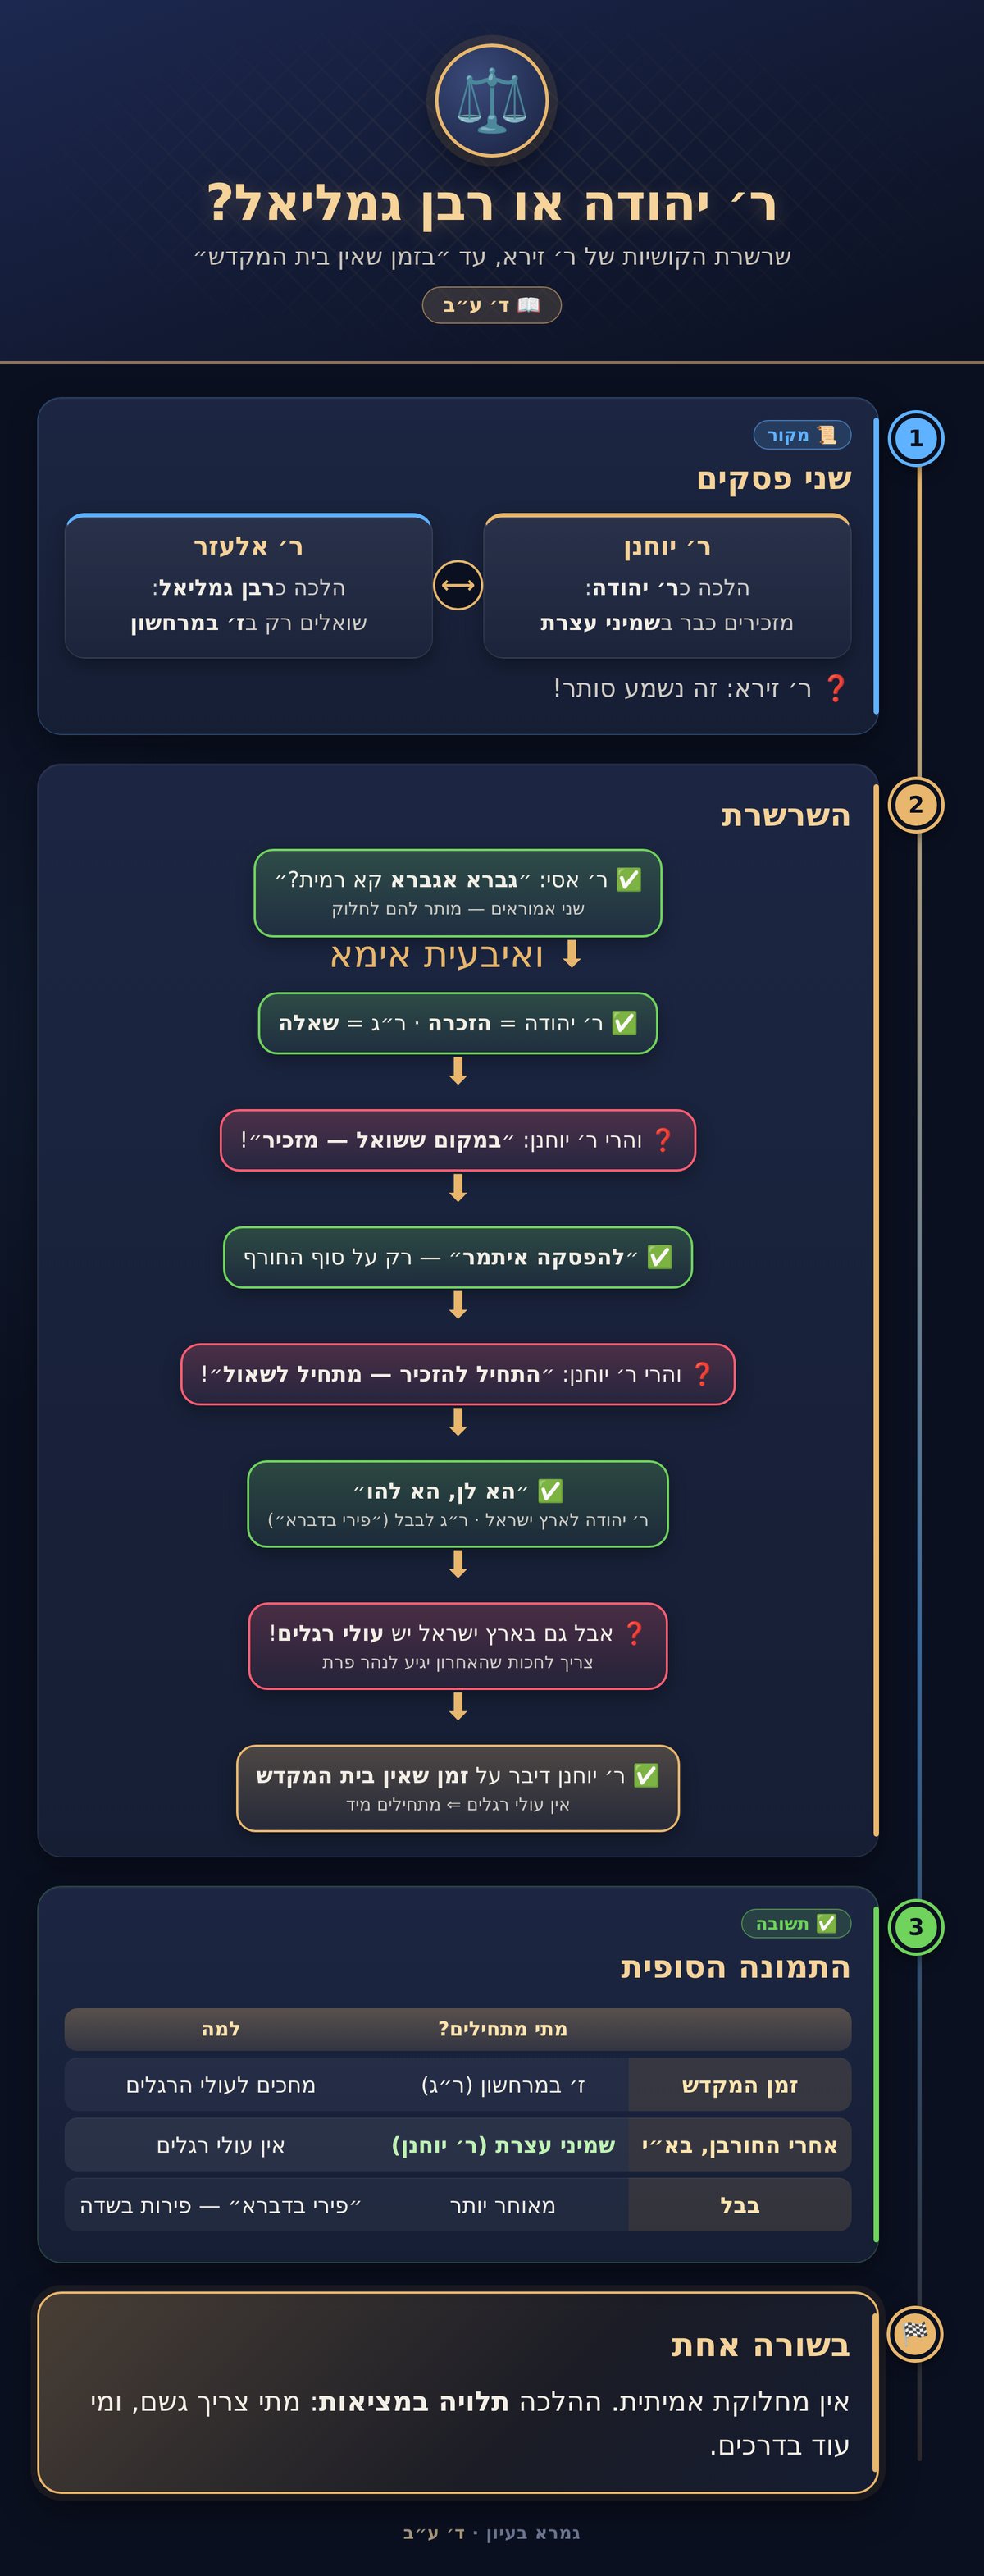 ר׳ יהודה או רבן גמליאל?
שרשרת הקושיות של ר׳ זירא, עד ״בזמן שאין בית המקדש״
📖 ד׳ ע״ב
1
📜 מקור
שני פסקים
ר׳ יוחנן
הלכה כר׳ יהודה:
מזכירים כבר בשמיני עצרת
⟷
ר׳ אלעזר
הלכה כרבן גמליאל:
שואלים רק בז׳ במרחשון
❓ ר׳ זירא: זה נשמע סותר!
2
השרשרת
✅ ר׳ אסי: ״גברא אגברא קא רמית?״
שני אמוראים — מותר להם לחלוק
⬇ ואיבעית אימא
✅ ר׳ יהודה = הזכרה · ר״ג = שאלה
⬇
❓ והרי ר׳ יוחנן: ״במקום ששואל — מזכיר״!
⬇
✅ ״להפסקה איתמר״ — רק על סוף החורף
⬇
❓ והרי ר׳ יוחנן: ״התחיל להזכיר — מתחיל לשאול״!
⬇
✅ ״הא לן, הא להו״
ר׳ יהודה לארץ ישראל · ר״ג לבבל (״פירי בדברא״)
⬇
❓ אבל גם בארץ ישראל יש עולי רגלים!
צריך לחכות שהאחרון יגיע לנהר פרת
⬇
✅ ר׳ יוחנן דיבר על זמן שאין בית המקדש
אין עולי רגלים ⇐ מתחילים מיד
3
✅ תשובה
התמונה הסופית
מתי מתחילים? למה
זמן המקדש ז׳ במרחשון (ר״ג) מחכים לעולי הרגלים
אחרי החורבן, בא״י שמיני עצרת (ר׳ יוחנן) אין עולי רגלים
בבל מאוחר יותר ״פירי בדברא״ — פירות בשדה
🏁
בשורה אחת
אין מחלוקת אמיתית. ההלכה תלויה במציאות: מתי צריך גשם, ומי
עוד בדרכים.
גמרא בעיון · ד׳ ע״ב